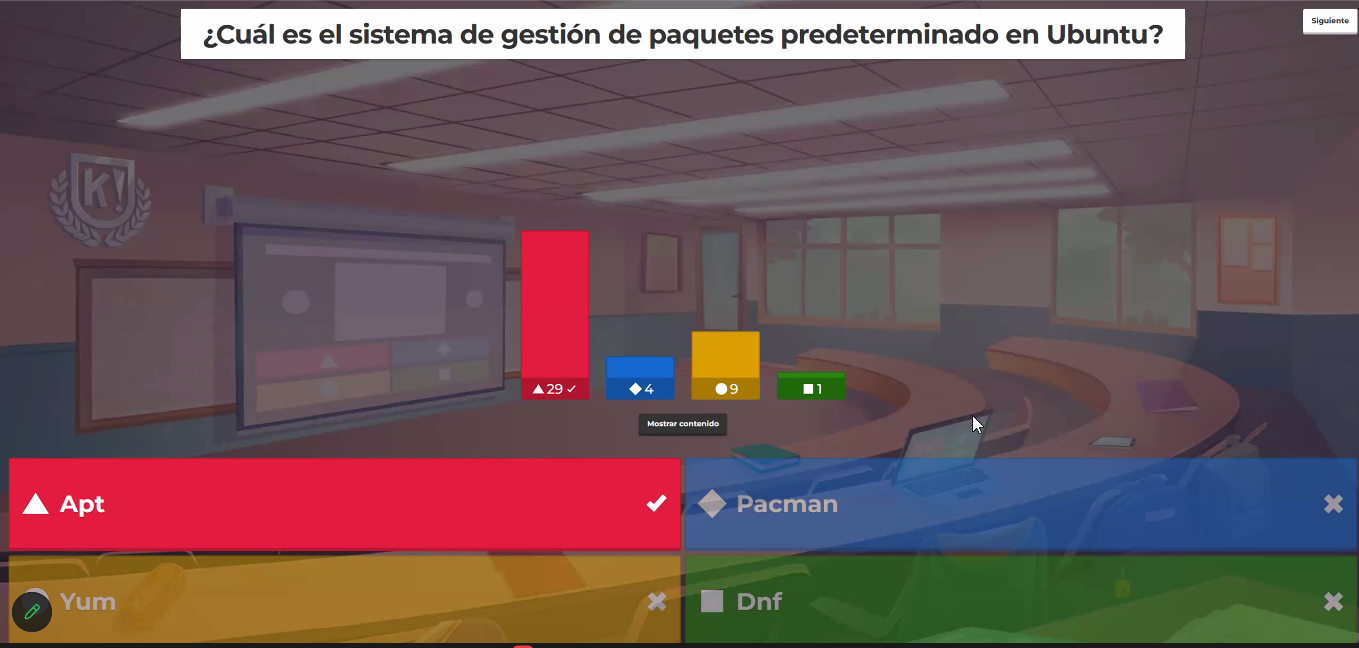 ¿Cuál es el sistema de gestión de paquetes predeterminado en Ubuntu?
Siguiente
K!
29
4
9
1
Mostrar contenido
Apt
Pacman
Yum
Dnf